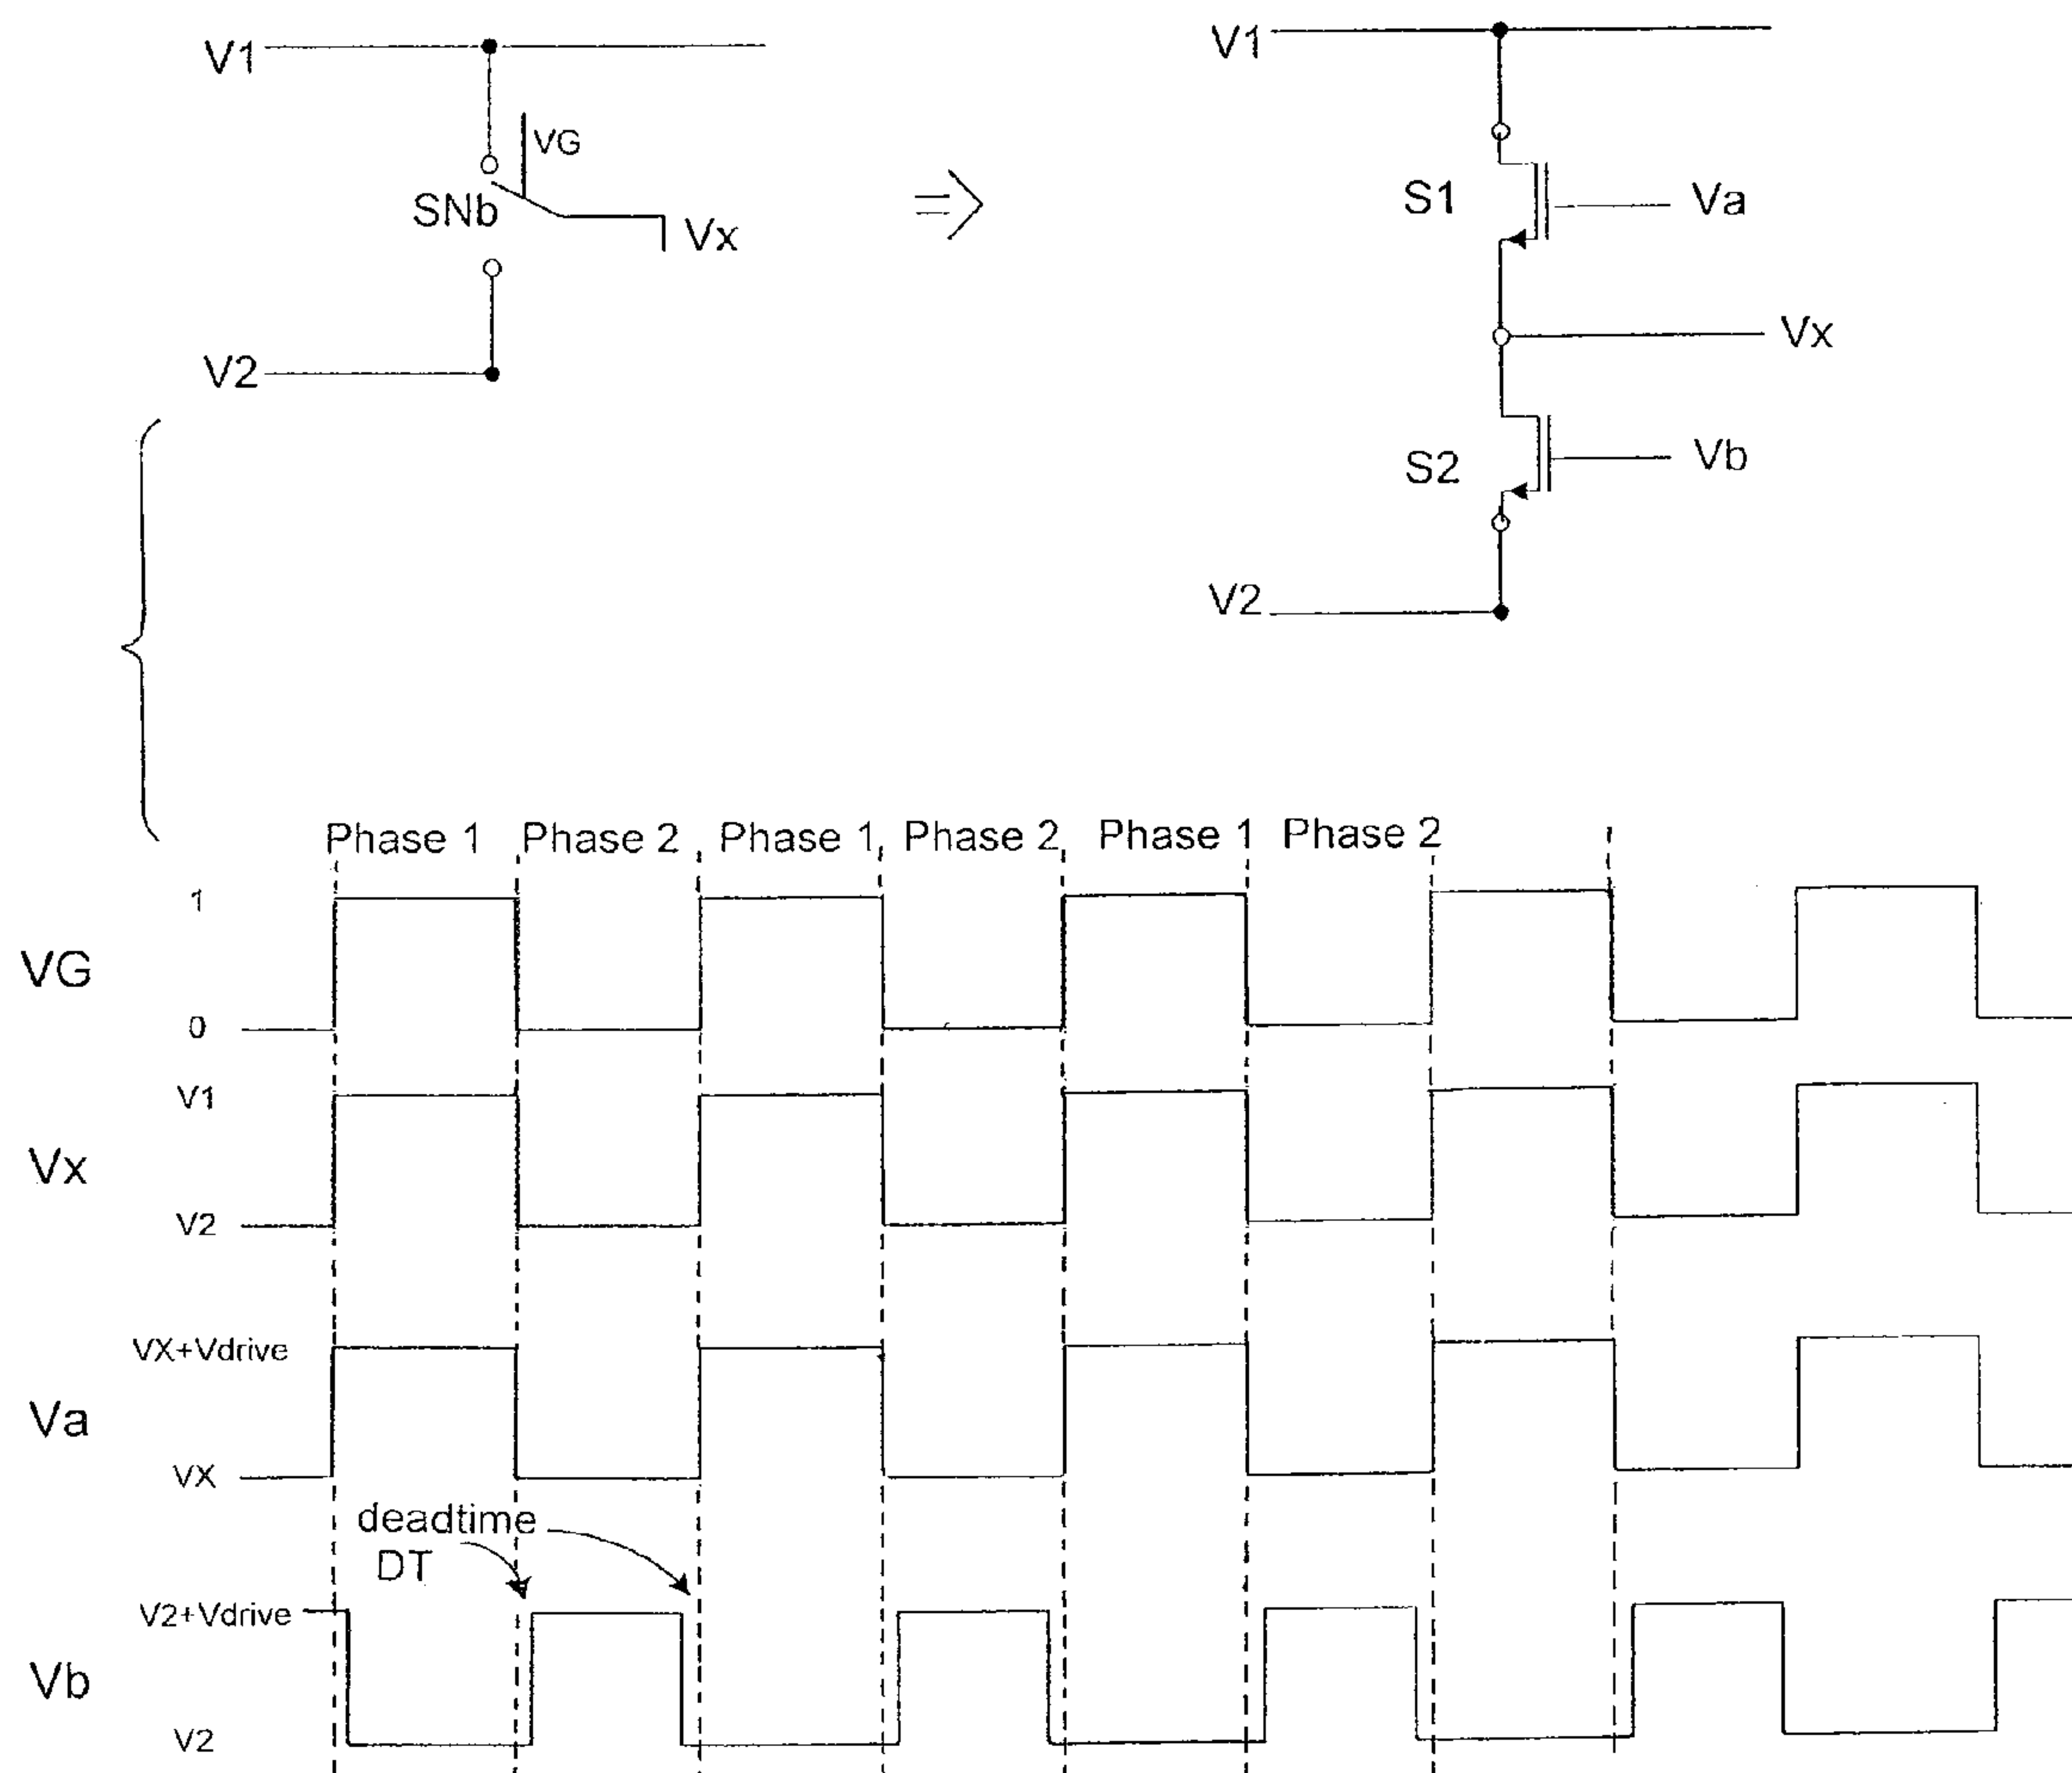 V1
VG
SNb
Vx
V2
V1
S1
Va
Vx
S2
Vb
V2
Phase 1 Phase 2 Phase 1 Phase 2 Phase 1 Phase 2
1
VG
0
V1
Vx
V2
VX+Vdrive
Va
VX
deadtime
DT
V2+Vdrive
Vb
V2